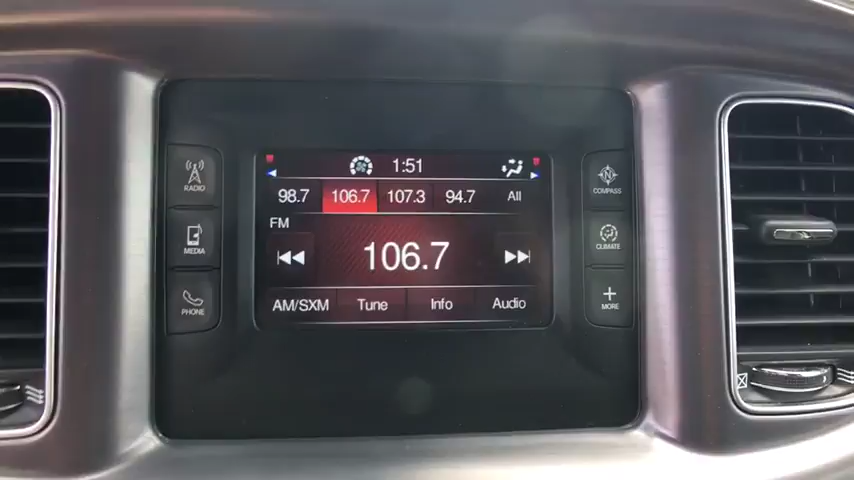 1:51
98.7 106.7 107.3 94.7 All
FM
106.7
AM/SXM Tune Info Audio
RADIO
MEDIA
PHONE
N
COMPASS
CLIMATE
MORE